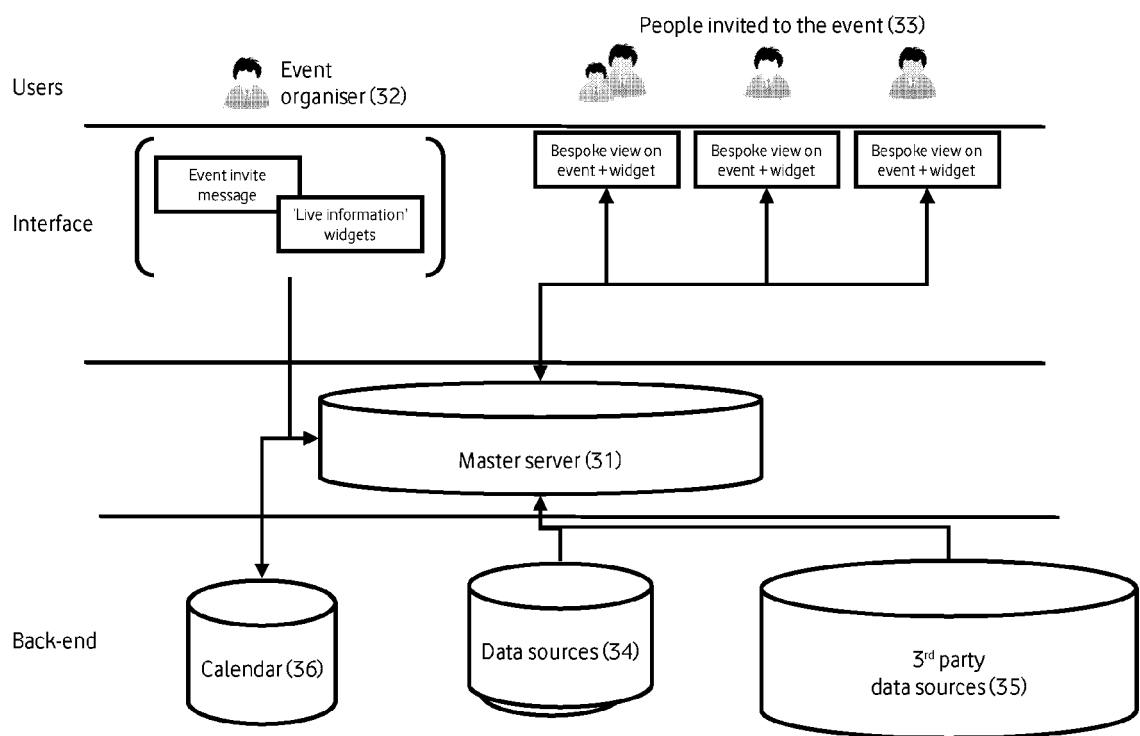 People invited to the event (33)
Users
Event
organiser (32)
Bespoke view on
event + widget
Bespoke view on
event + widget
Bespoke view on
event + widget
Event invite
message
'Live information'
widgets
Interface
Master server (31)
Back-end
Calendar (36)
Data sources (34)
3rd party
data sources (35)